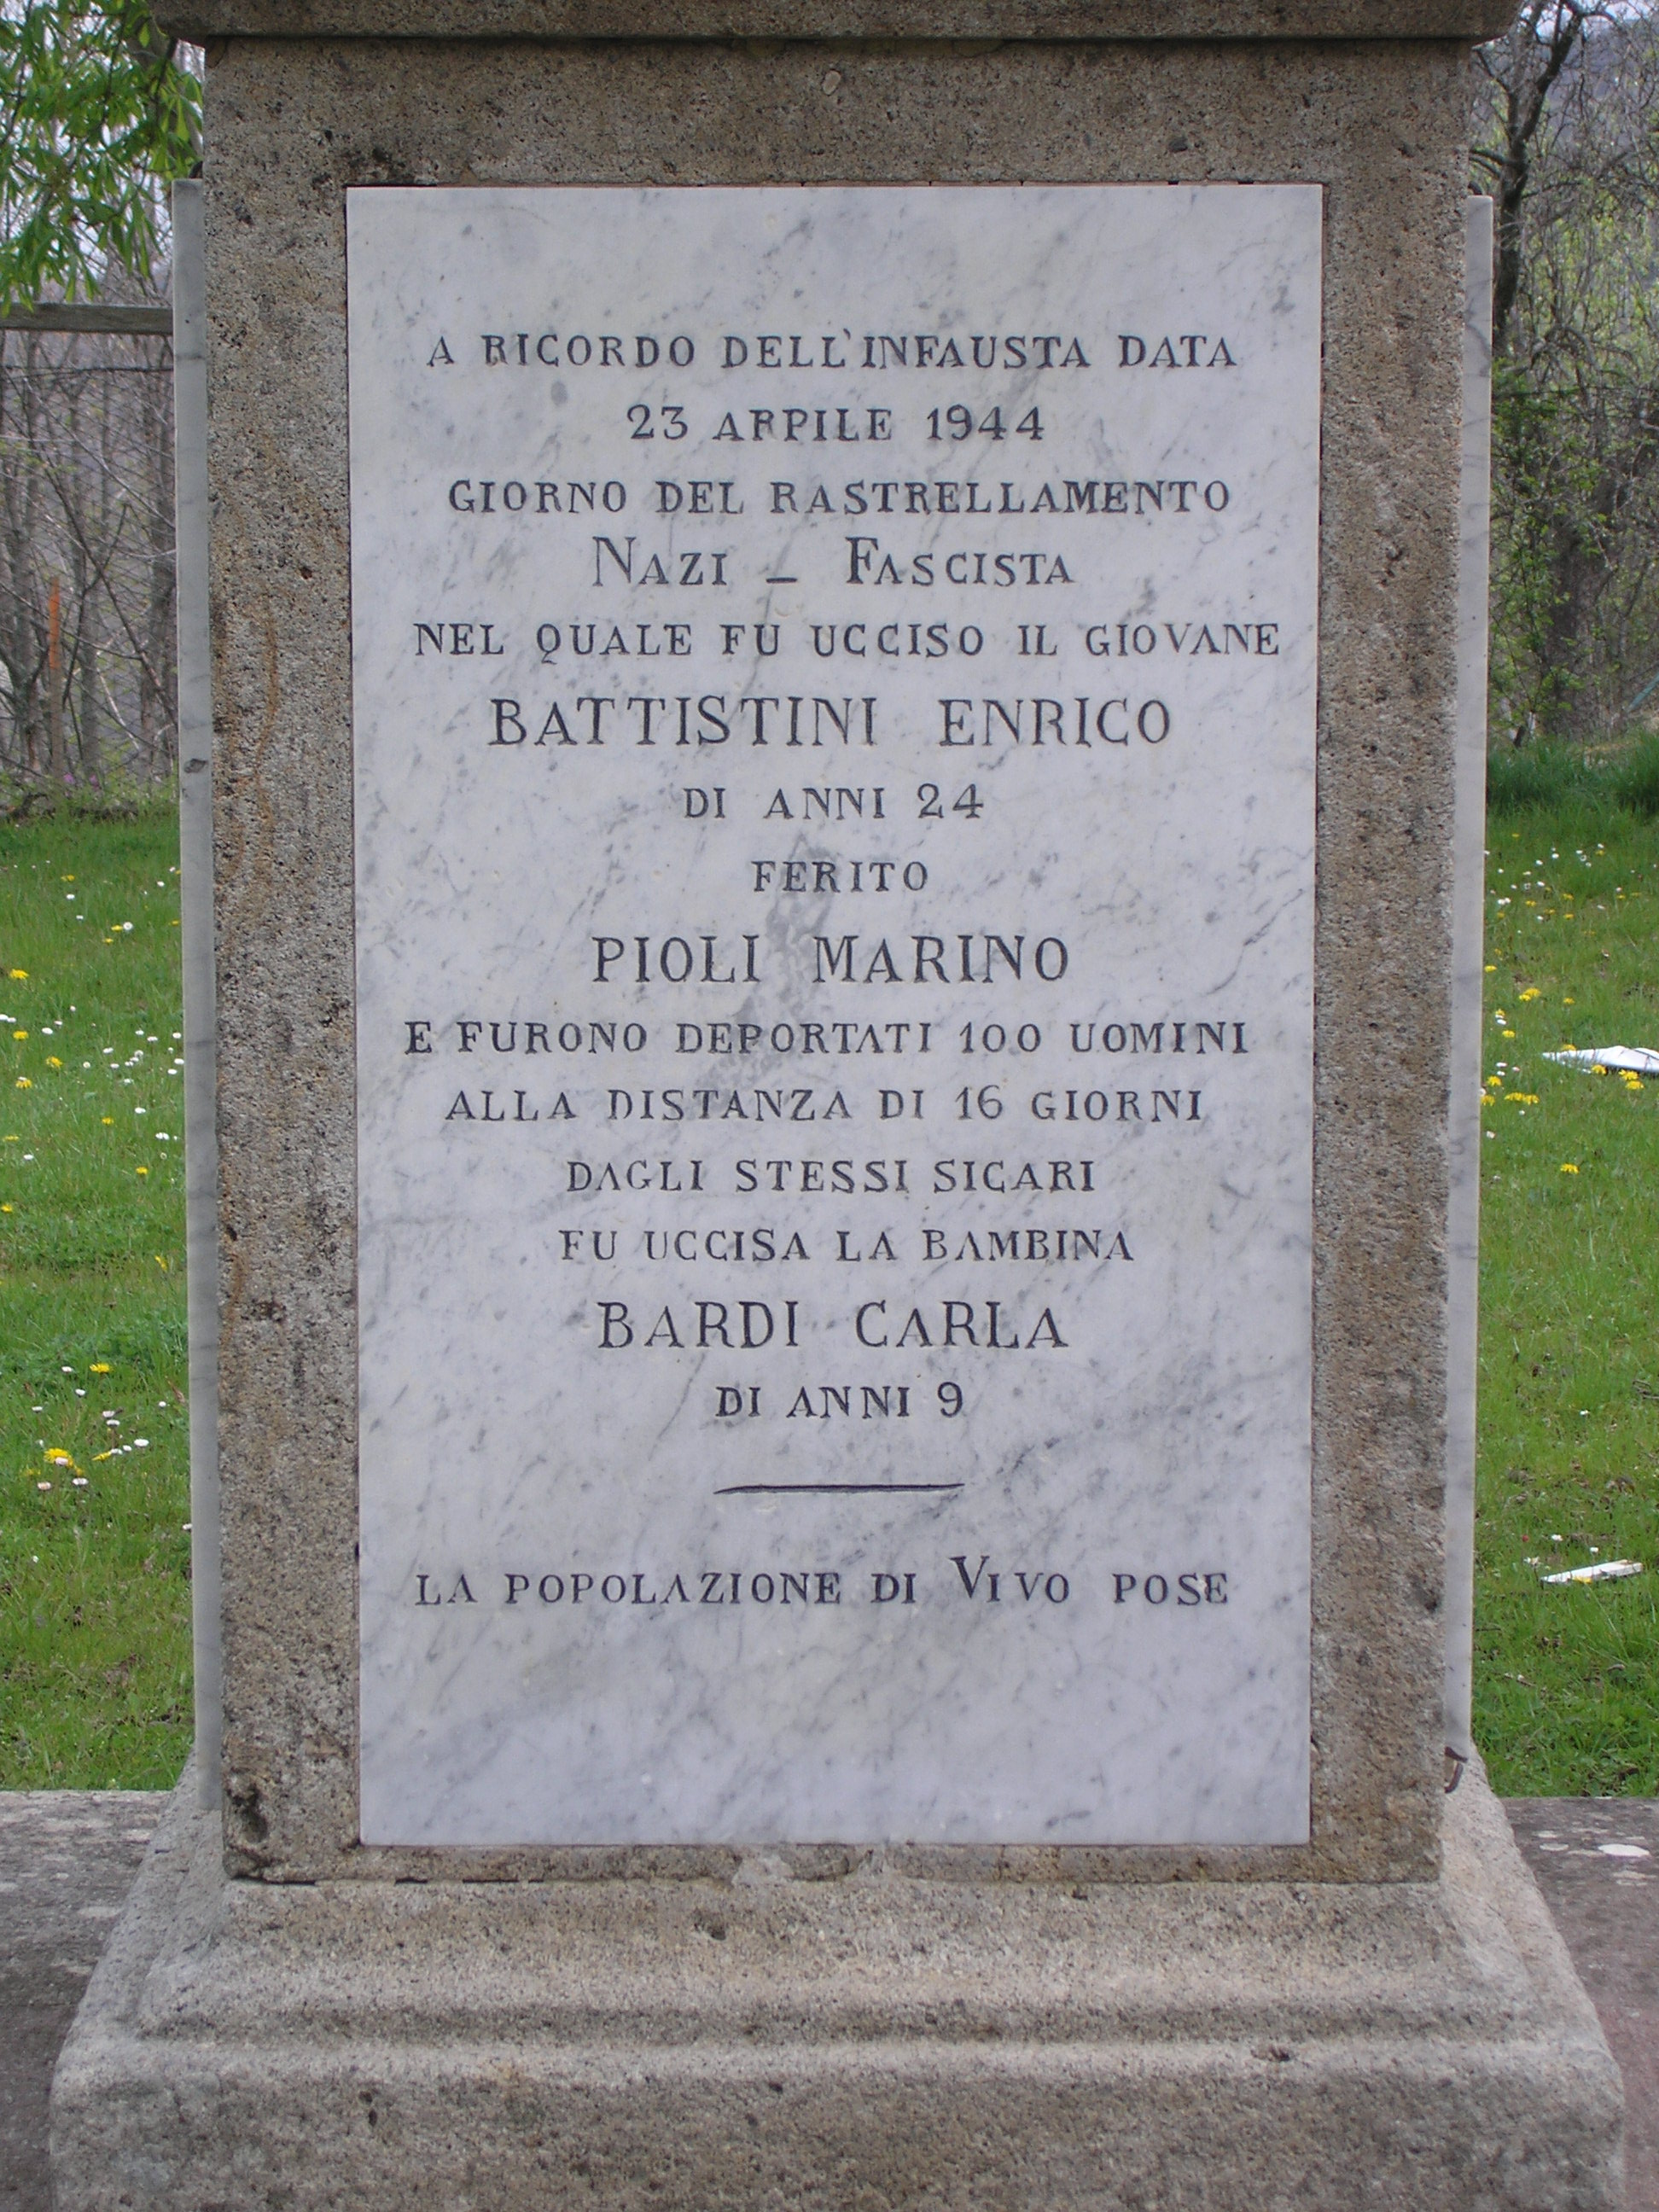 A RICORDO DELL'INFAUSTA DATA
23 APRILE 1944
GIORNO DEL RASTRELLAMENTO
NAZI - FASCISTA
NEL QUALE FU UCCISO IL GIOVANE
BATTISTINI ENRICO
DI ANNI 24
FERITO
PIOLI MARINO
E FURONO DEPORTATI 100 UOMINI
ALLA DISTANZA DI 16 GIORNI
DAGLI STESSI SICARI
FU UCCISA LA BAMBINA
BARDI CARLA
DI ANNI 9
LA POPOLAZIONE DI VIVO POSE